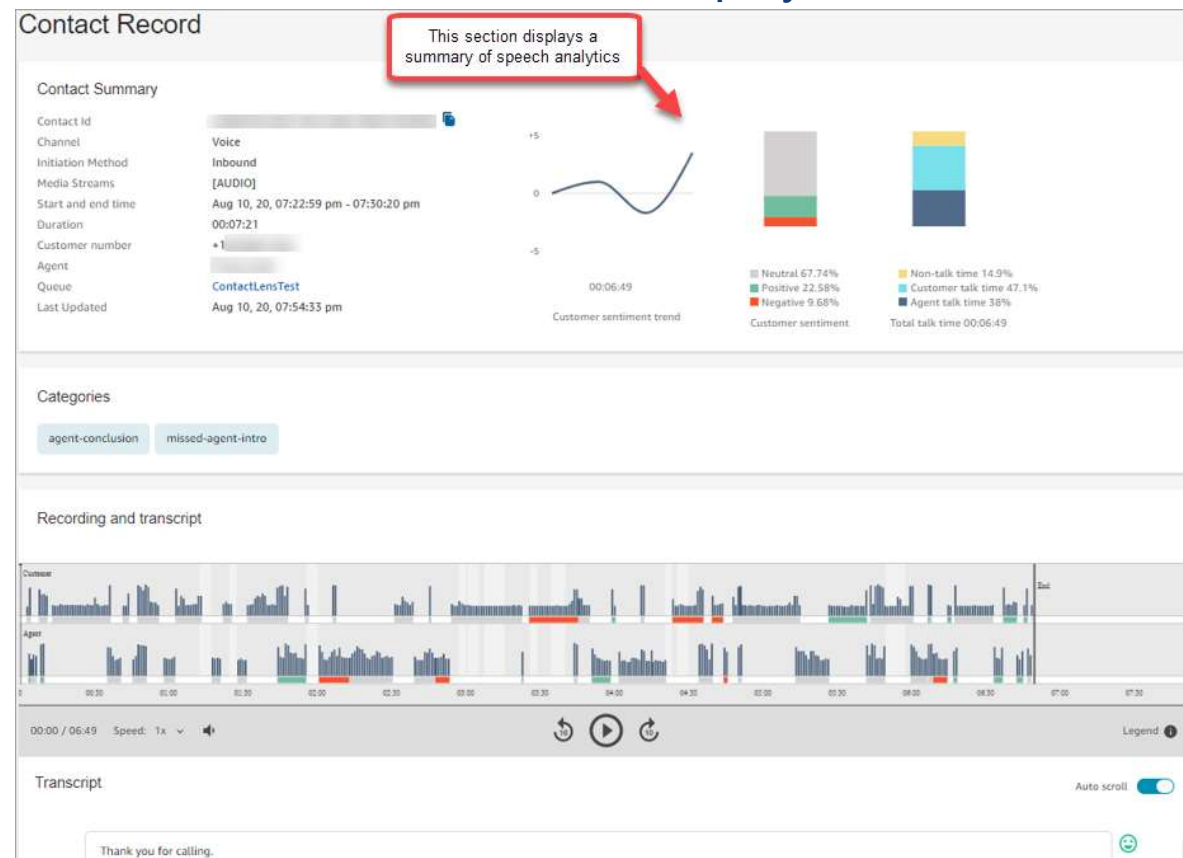 Contact Record
This section displays a
summary of speech analytics
Contact Summary
Contact Id
Channel Voice
Initiation Method Inbound
Media Streams [AUDIO]
Start and end time Aug 10, 20, 07:22:59 pm - 07:30:20 pm
Duration 00:07:21
Customer number +1
Agent
Queue ContactLensTest
Last Updated Aug 10, 20, 07:54:33 pm
+5
0
-5
00:06:49
Customer sentiment trend
Neutral 67.74%
Positive 22.58%
Negative 9.68%
Customer sentiment
Non-talk time 14.9%
Customer talk time 47.1%
Agent talk time 38%
Total talk time 00:06:49
Categories
agent-conclusion missed-agent-intro
Recording and transcript
Customer
End
Agent
0 00:30 01:00 01:30 02:00 02:30 03:00 03:30 04:00 04:30 05:00 05:30 06:00 06:30 07:00 07:30
00:00 / 06:49 Speed: 1x
10 10
Legend
Transcript
Auto scroll
Thank you for calling.